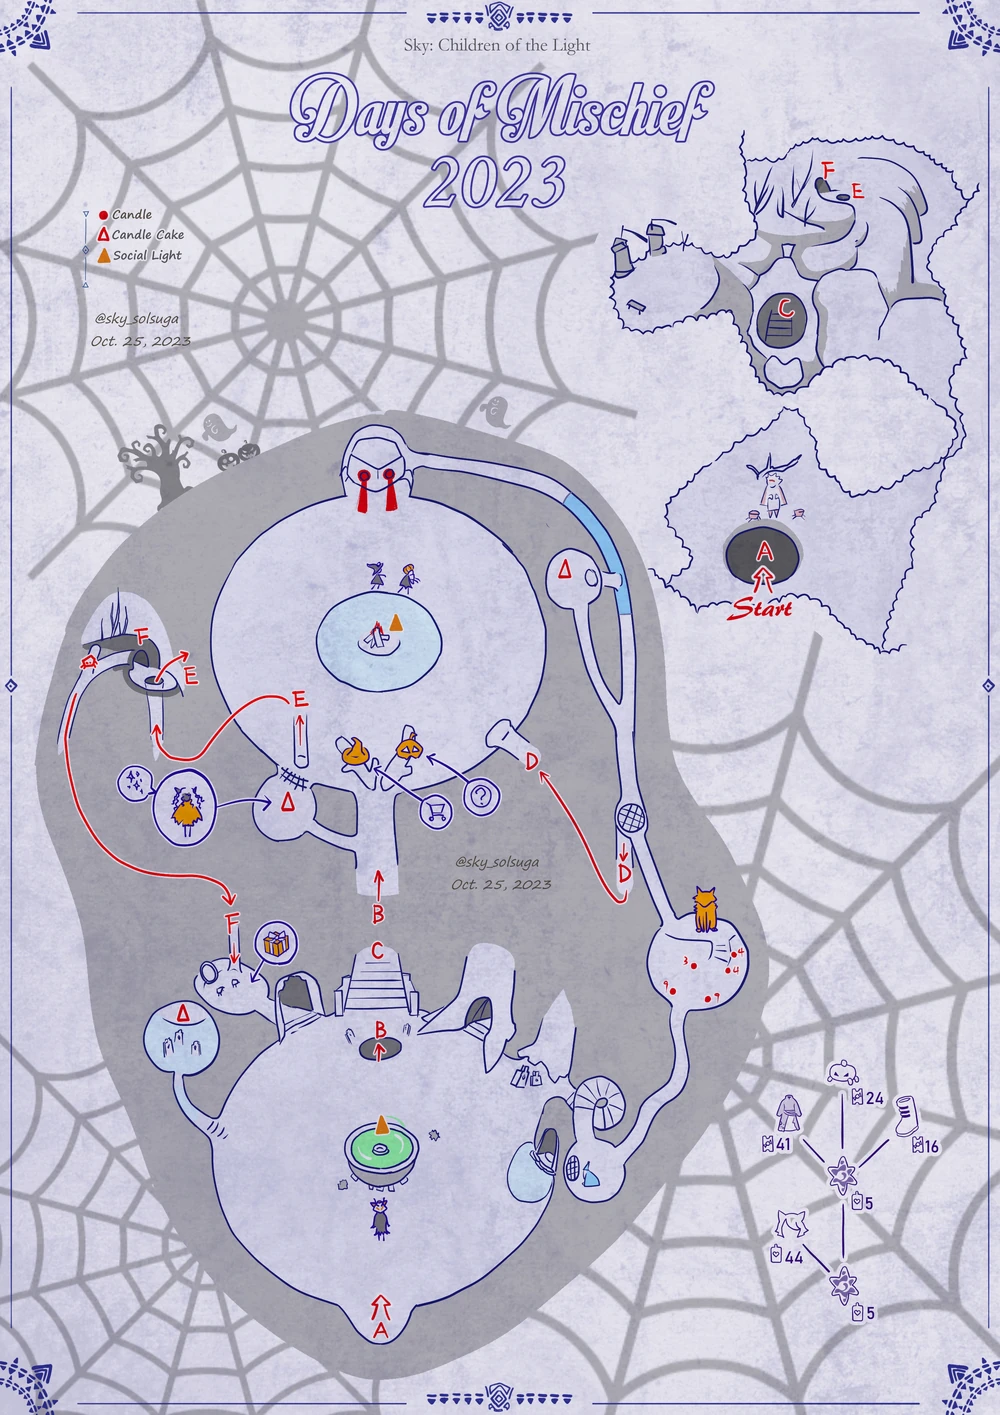 Sky: Children of the Light
Days of Mischief
2023
Candle
Candle Cake
Social Light
@sky_solsuga
Oct. 25, 2023
F
E
C
A
Start
Δ
F
E
E
D
Δ
?
D
@sky_solsuga
Oct. 25, 2023
B
F
C
3
4
4
9
9
Δ
B
24
41
16
5
44
5
A